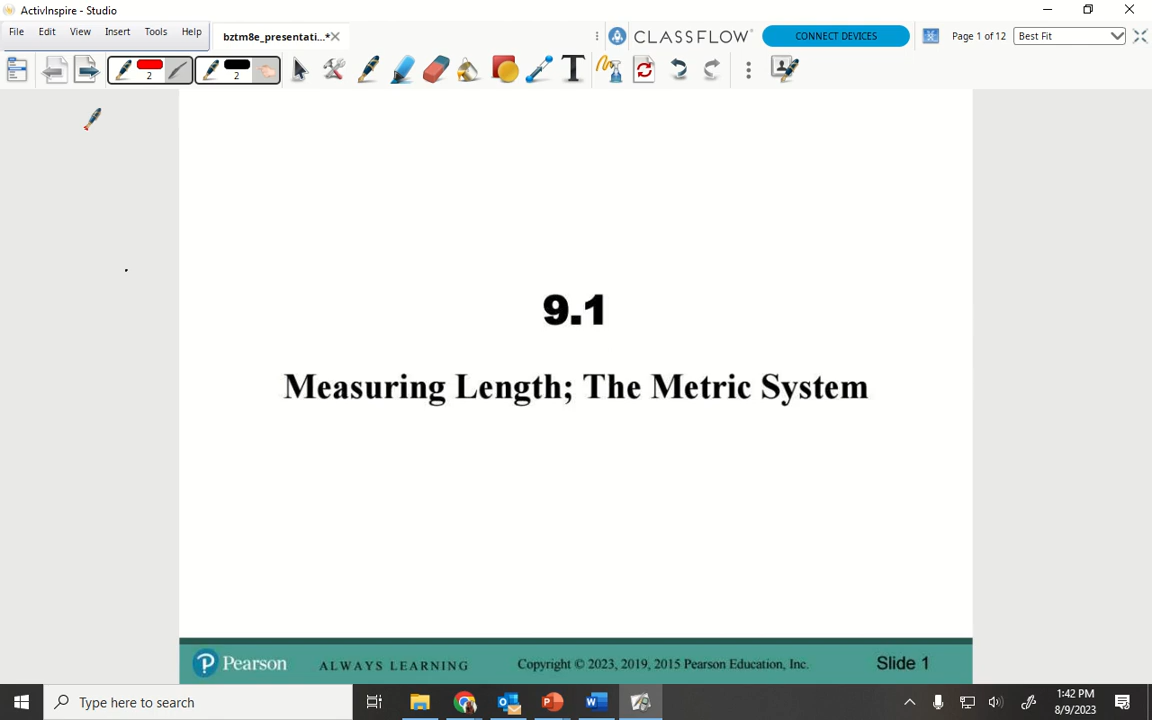 ActivInspire - Studio
File Edit View Insert Tools Help
bztm8e_presentati...*
CLASSFLOW
CONNECT DEVICES
Page 1 of 12
Best Fit
2
2
T
9.1
Measuring Length; The Metric System
P Pearson
ALWAYS LEARNING
Copyright © 2023, 2019, 2015 Pearson Education, Inc.
Slide 1
Type here to search
1:42 PM
8/9/2023